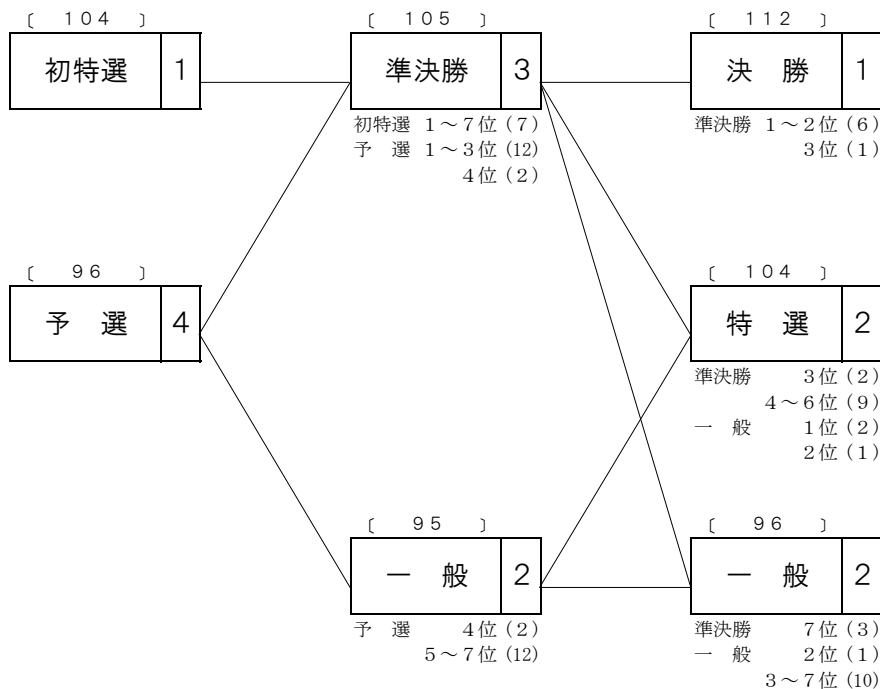 〔 104 〕
初特選 1
〔 105 〕
準決勝 3
初特選 1～7位(7)
予 選 1～3位(12)
4位(2)
〔 112 〕
決 勝 1
準決勝 1～2位(6)
3位(1)
〔 96 〕
予 選 4
〔 104 〕
特 選 2
準決勝 3位(2)
4～6位(9)
一 般 1位(2)
2位(1)
〔 95 〕
一 般 2
予 選 4位(2)
5～7位(12)
〔 96 〕
一 般 2
準決勝 7位(3)
一 般 2位(1)
3～7位(10)